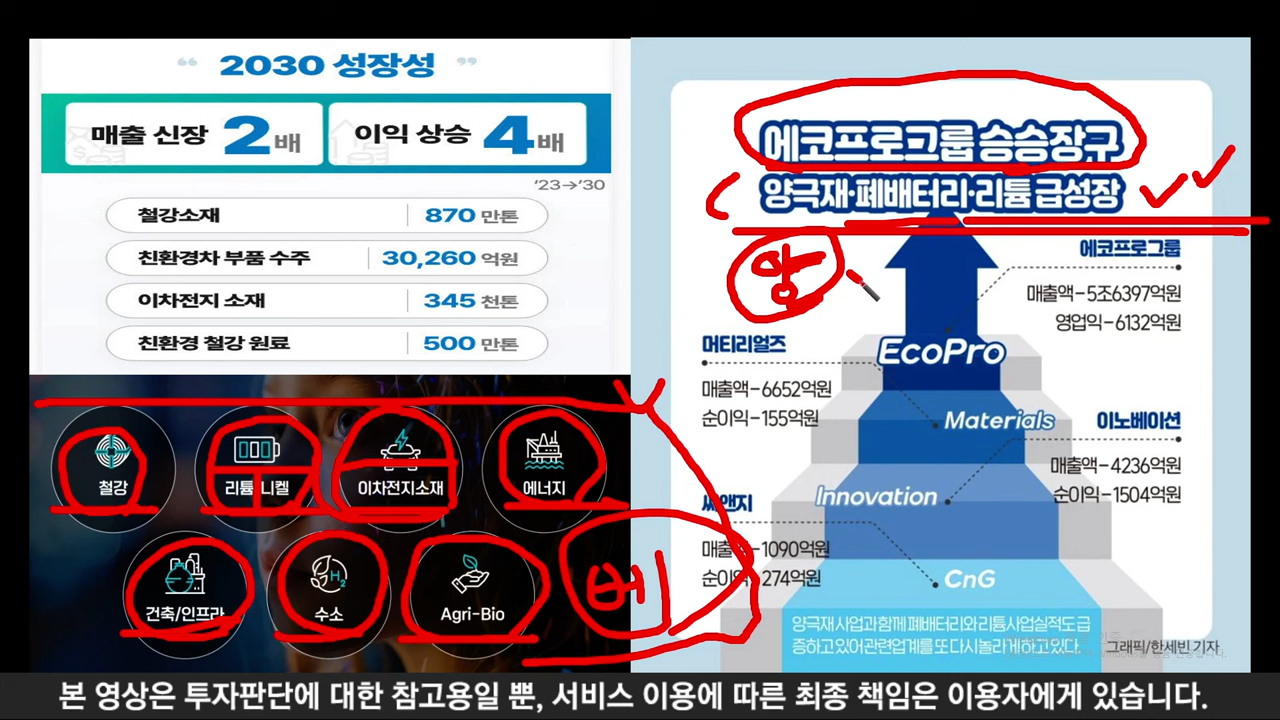 “ 2030 성장성 ”
매출 신장 2배
이익 상승 4배
'23→'30
철강소재 870 만톤
친환경차 부품 수주 30,260 억원
이차전지 소재 345 천톤
친환경 철강 원료 500 만톤
철강
리튬 니켈
이차전지소재
에너지
건축/인프라
수소
Agri-Bio
버
에코프로그룹 승승장구
양극재·폐배터리·리튬 급성장
양
에코프로그룹
매출액-5조6397억원
영업익-6132억원
EcoPro
머티리얼즈
매출액-6652억원
순이익-155억원
Materials
이노베이션
매출액-4236억원
순이익-1504억원
Innovation
씨앤지
매출액-1090억원
순이익-274억원
CnG
양극재 사업과 함께 폐배터리와 리튬사업 실적도 급
증하고 있어 관련 업계를 또 다시 놀라게 하고 있다.
그래픽/한세빈 기자
본 영상은 투자판단에 대한 참고용일 뿐, 서비스 이용에 따른 최종 책임은 이용자에게 있습니다.